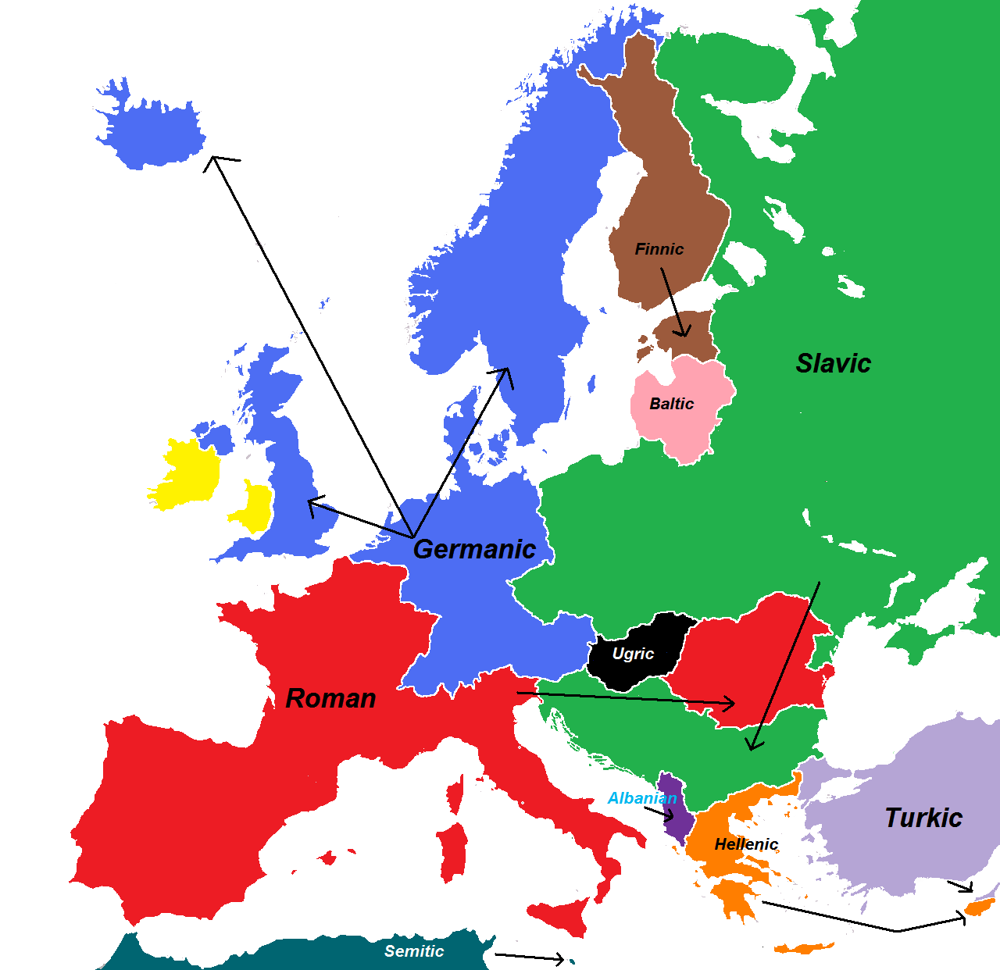 Finnic
Slavic
Baltic
Germanic
Ugric
Roman
Albanian
Turkic
Hellenic
Semitic